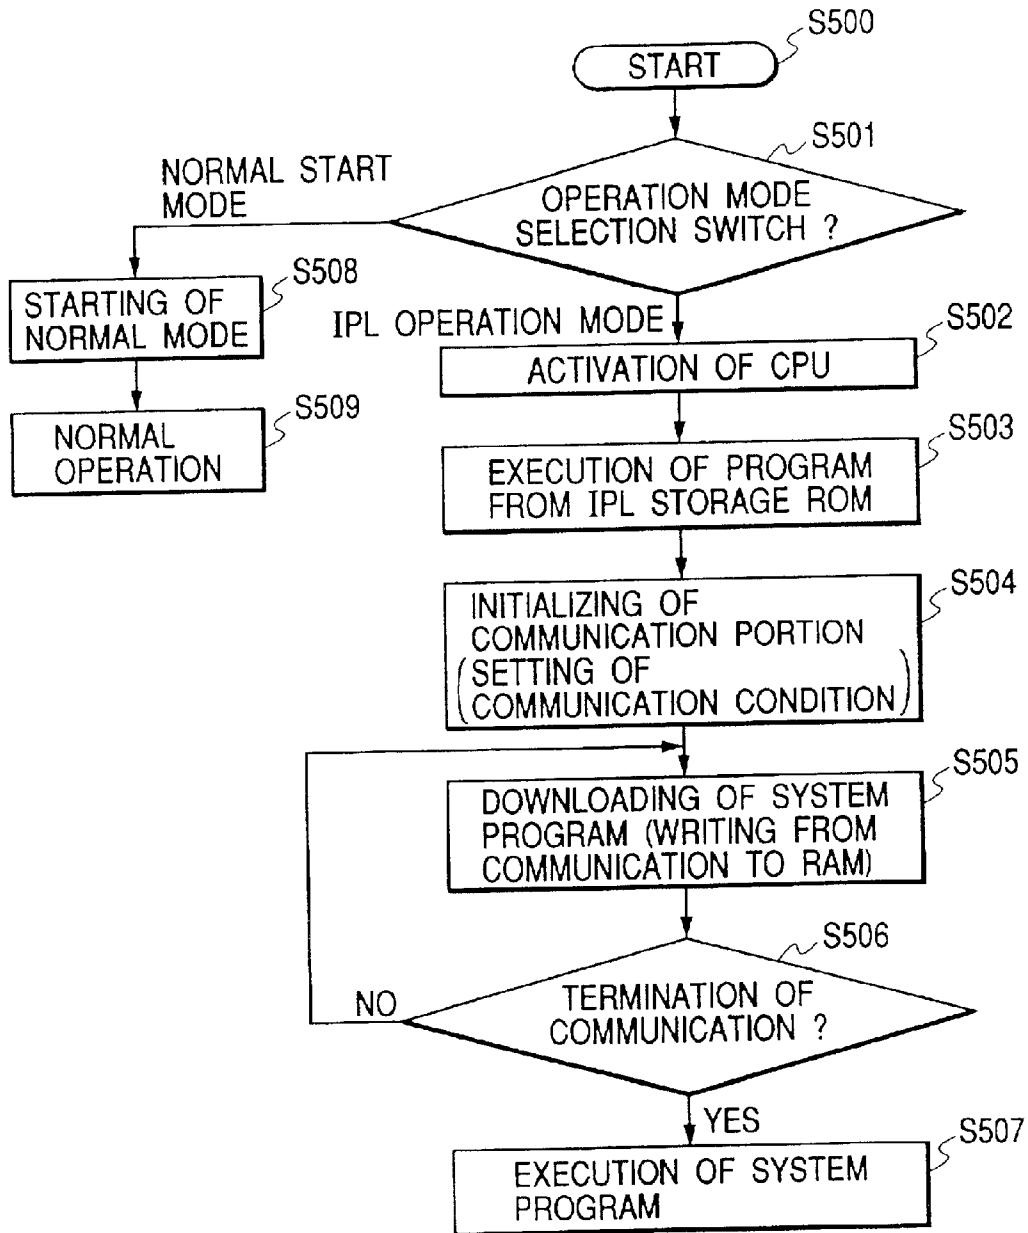 S500
START
S501
OPERATION MODE
SELECTION SWITCH ?
NORMAL START
MODE
S508
STARTING OF
NORMAL MODE
S509
NORMAL
OPERATION
IPL OPERATION MODE
S502
ACTIVATION OF CPU
S503
EXECUTION OF PROGRAM
FROM IPL STORAGE ROM
S504
INITIALIZING OF
COMMUNICATION PORTION
(SETTING OF
COMMUNICATION CONDITION)
S505
DOWNLOADING OF SYSTEM
PROGRAM (WRITING FROM
COMMUNICATION TO RAM)
S506
TERMINATION OF
COMMUNICATION ?
NO
YES
S507
EXECUTION OF SYSTEM
PROGRAM